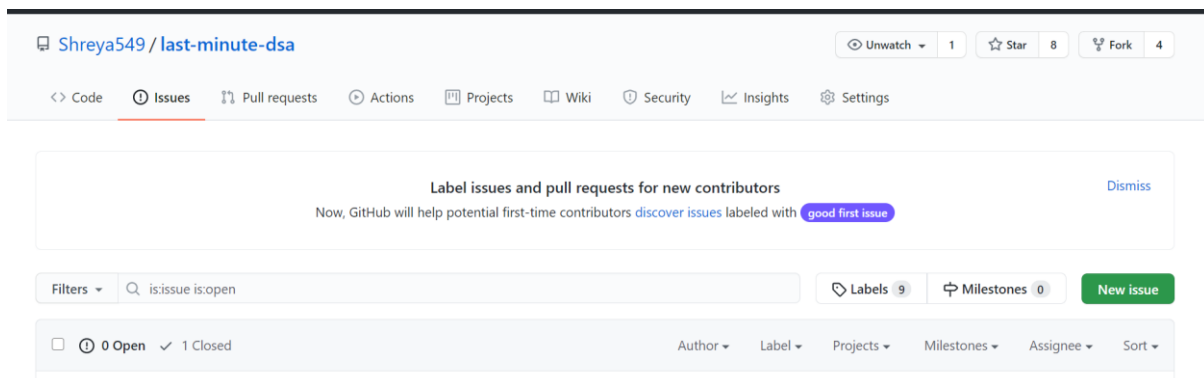 Shreya549 / last-minute-dsa Unwatch 1 Star 8 Fork 4
<> Code Issues Pull requests Actions Projects Wiki Security Insights Settings
Label issues and pull requests for new contributors Dismiss
Now, GitHub will help potential first-time contributors discover issues labeled with good first issue
Filters is:issue is:open Labels 9 Milestones 0 New issue
0 Open 1 Closed Author Label Projects Milestones Assignee Sort